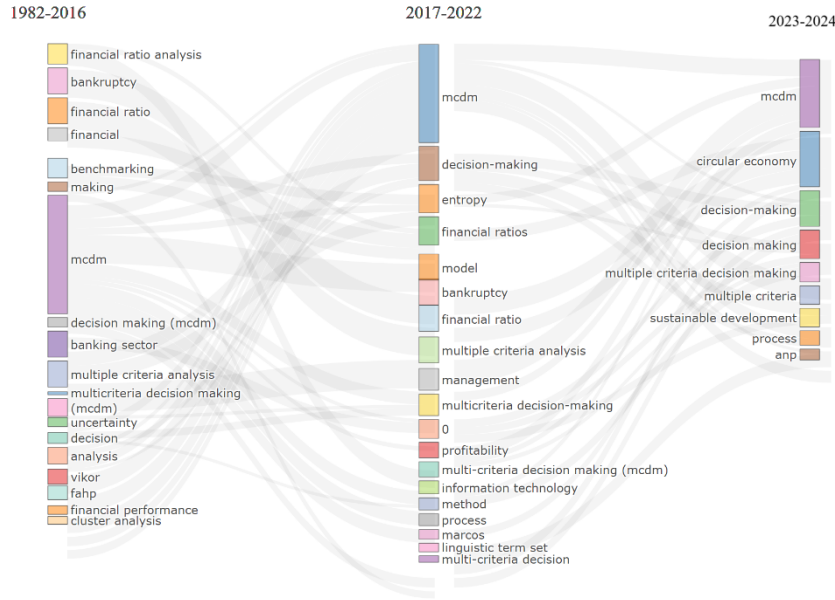 1982-2016
2017-2022
2023-2024
financial ratio analysis
bankruptcy
financial ratio
financial
benchmarking
making
mcdm
decision making (mcdm)
banking sector
multiple criteria analysis
multicriteria decision making
(mcdm)
uncertainty
decision
analysis
vikor
fahp
financial performance
cluster analysis
mcdm
decision-making
entropy
financial ratios
model
bankruptcy
financial ratio
multiple criteria analysis
management
multicriteria decision-making
0
profitability
multi-criteria decision making (mcdm)
information technology
method
process
marcos
linguistic term set
multi-criteria decision
mcdm
circular economy
decision-making
decision making
multiple criteria decision making
multiple criteria
sustainable development
process
anp